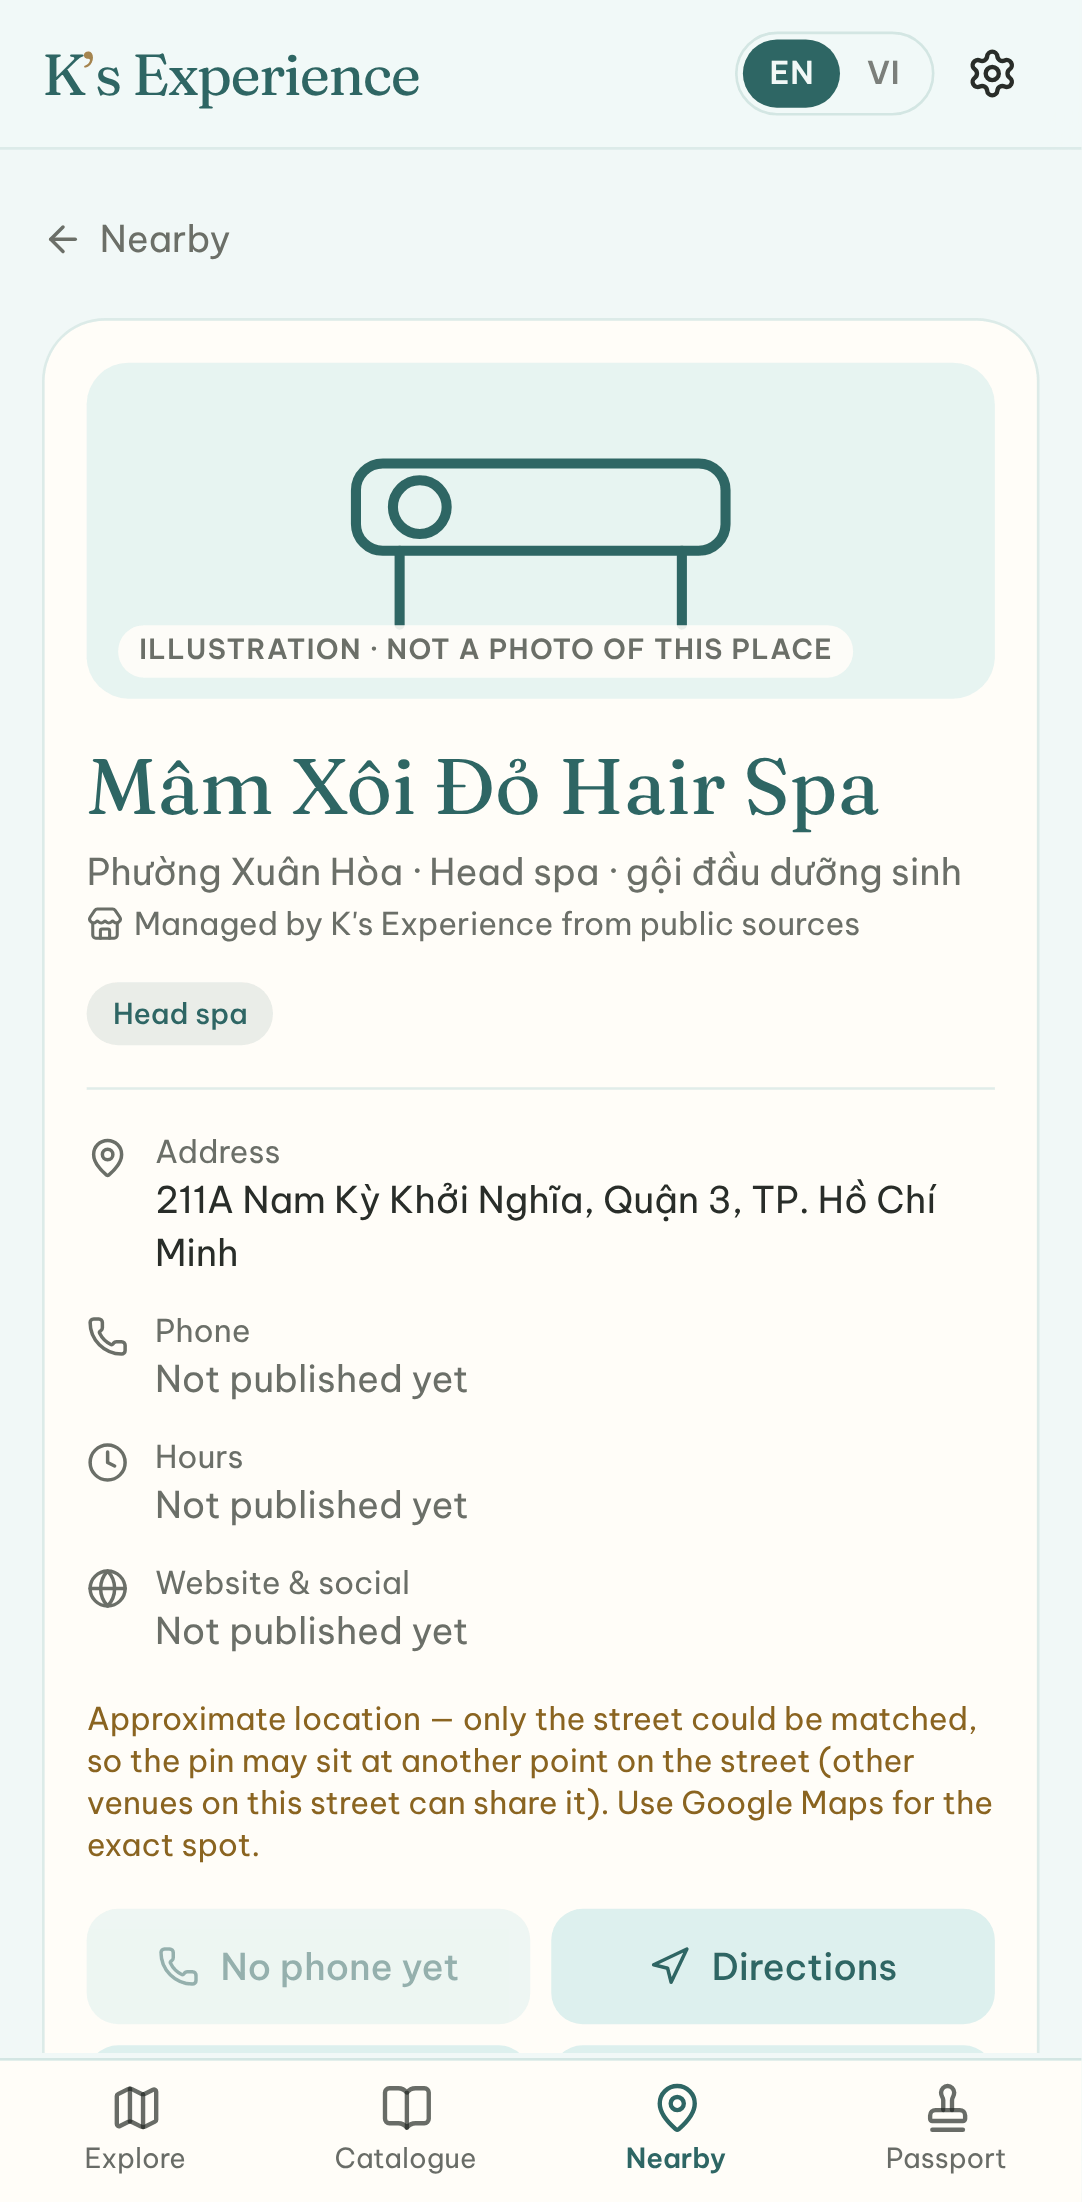 K's Experience
EN VI
Nearby
ILLUSTRATION · NOT A PHOTO OF THIS PLACE
Mâm Xôi Đỏ Hair Spa
Phường Xuân Hòa · Head spa · gội đầu dưỡng sinh
Managed by K's Experience from public sources
Head spa
Address
211A Nam Kỳ Khởi Nghĩa, Quận 3, TP. Hồ Chí
Minh
Phone
Not published yet
Hours
Not published yet
Website & social
Not published yet
Approximate location — only the street could be matched,
so the pin may sit at another point on the street (other
venues on this street can share it). Use Google Maps for the
exact spot.
No phone yet
Directions
Explore
Catalogue
Nearby
Passport